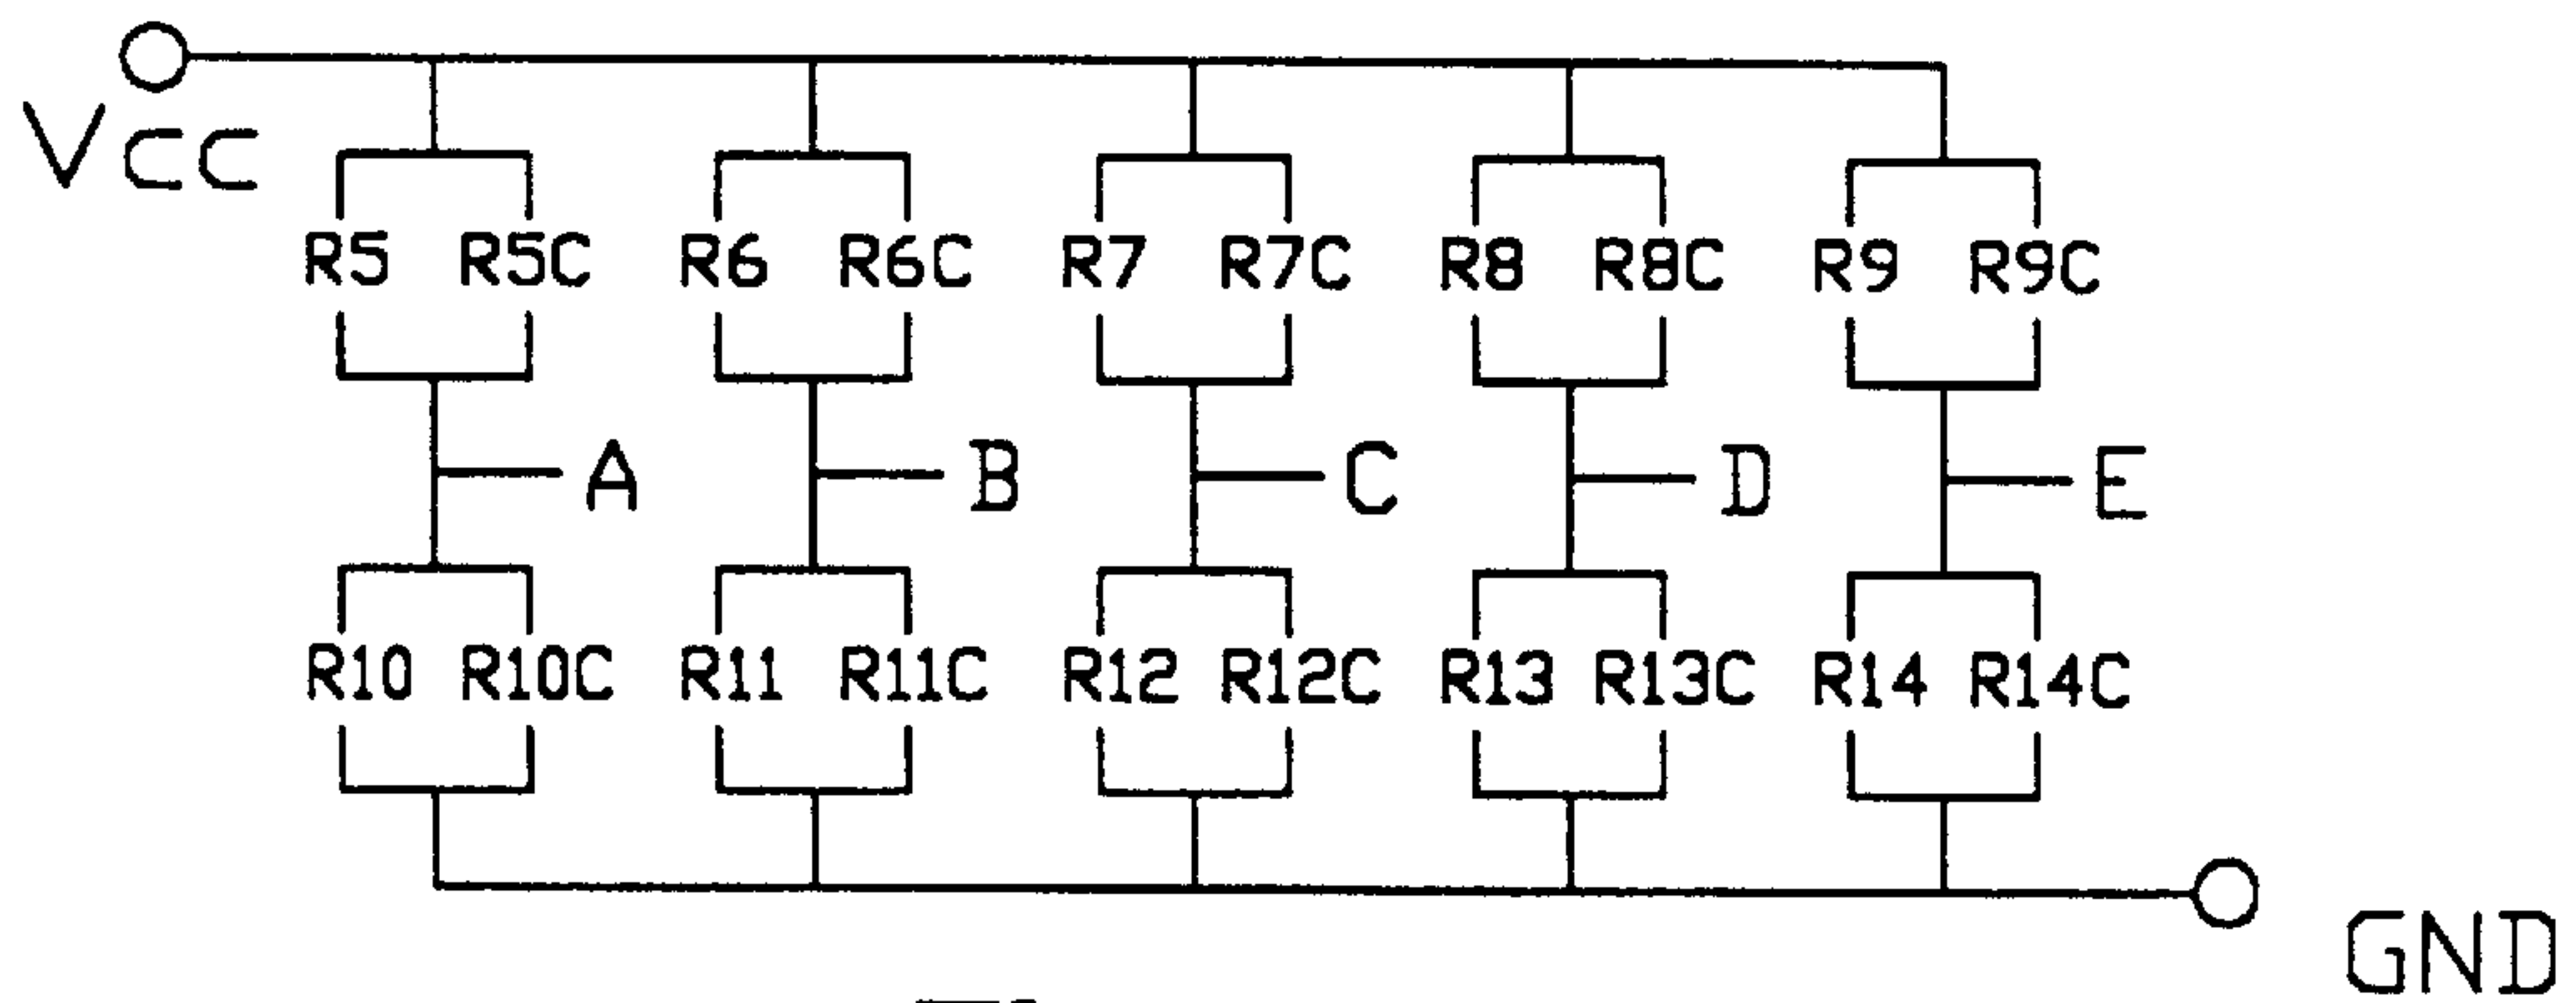 Vcc
R5 R5C R6 R6C R7 R7C R8 R8C R9 R9C
A B C D E
R10 R10C R11 R11C R12 R12C R13 R13C R14 R14C
GND